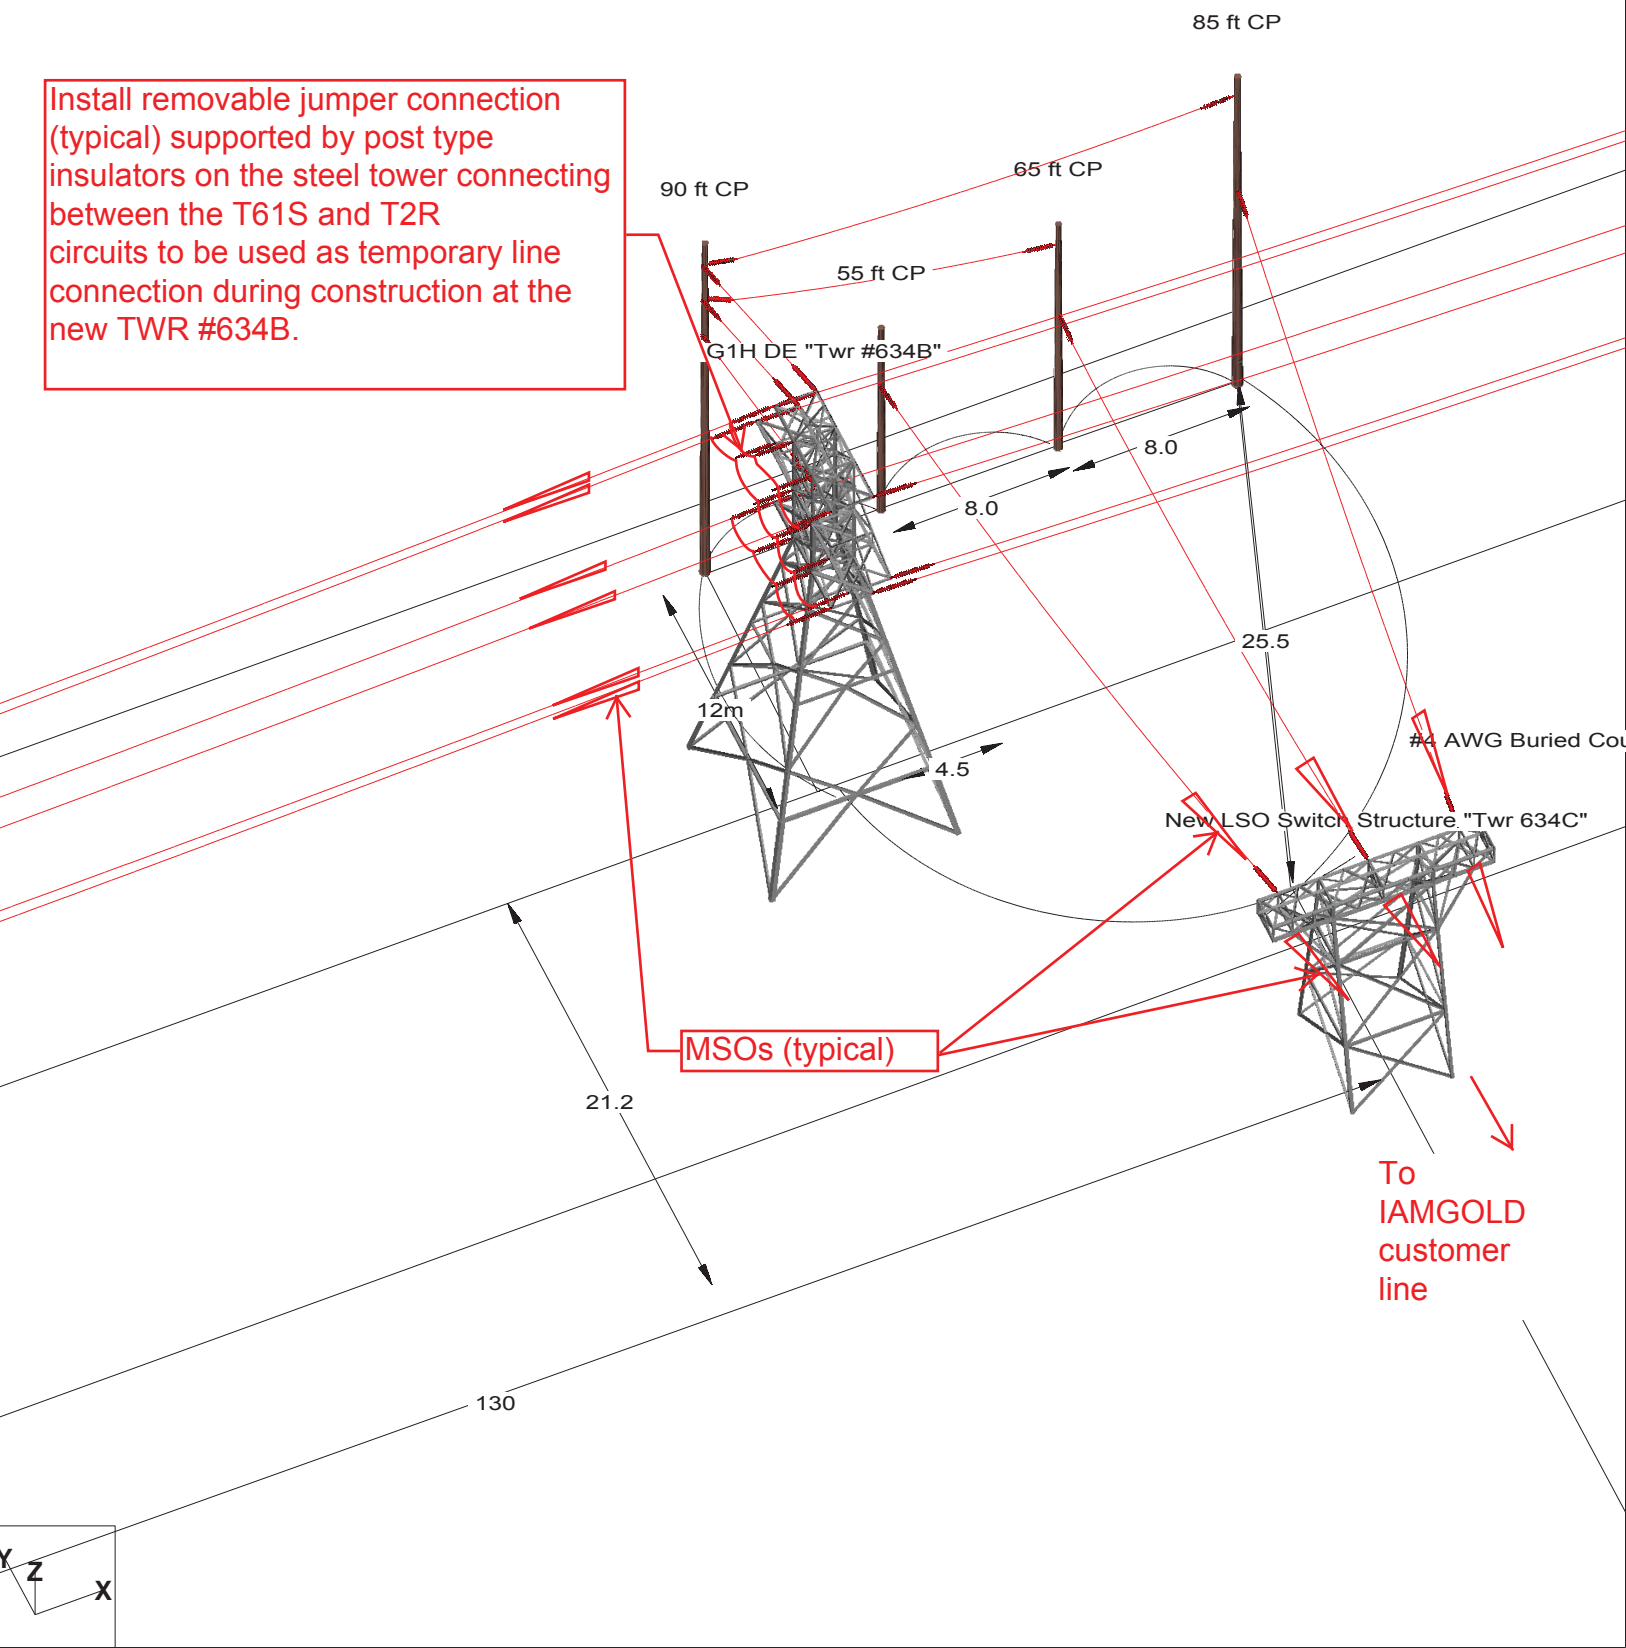 85 ft CP
Install removable jumper connection
(typical) supported by post type
insulators on the steel tower connecting
between the T61S and T2R
circuits to be used as temporary line
connection during construction at the
new TWR #634B.
65 ft CP
90 ft CP
55 ft CP
G1H DE "Twr #634B"
8.0
8.0
25.5
12m
#4 AWG Buried Cou
4.5
New LSO Switch Structure "Twr 634C"
MSOs (typical)
21.2
To
IAMGOLD
customer
line
130
Y
Z
X